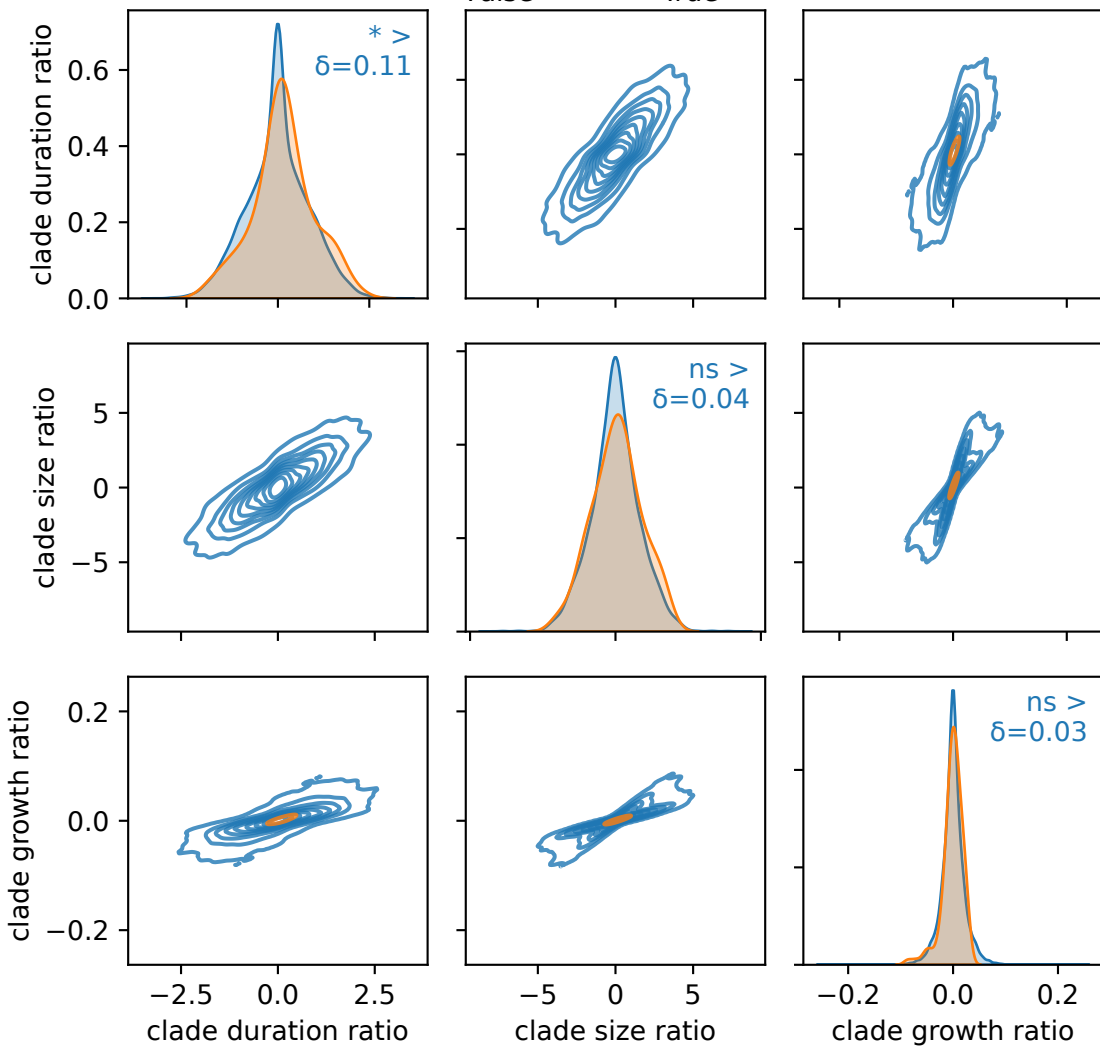 clade duration ratio
0.6
0.4
0.2
0.0
* >
δ=0.11
clade size ratio
5
0
−5
ns >
δ=0.04
clade growth ratio
0.2
0.0
−0.2
ns >
δ=0.03
−2.5 0.0 2.5
−5 0 5
−0.2 0.0 0.2
clade duration ratio
clade size ratio
clade growth ratio